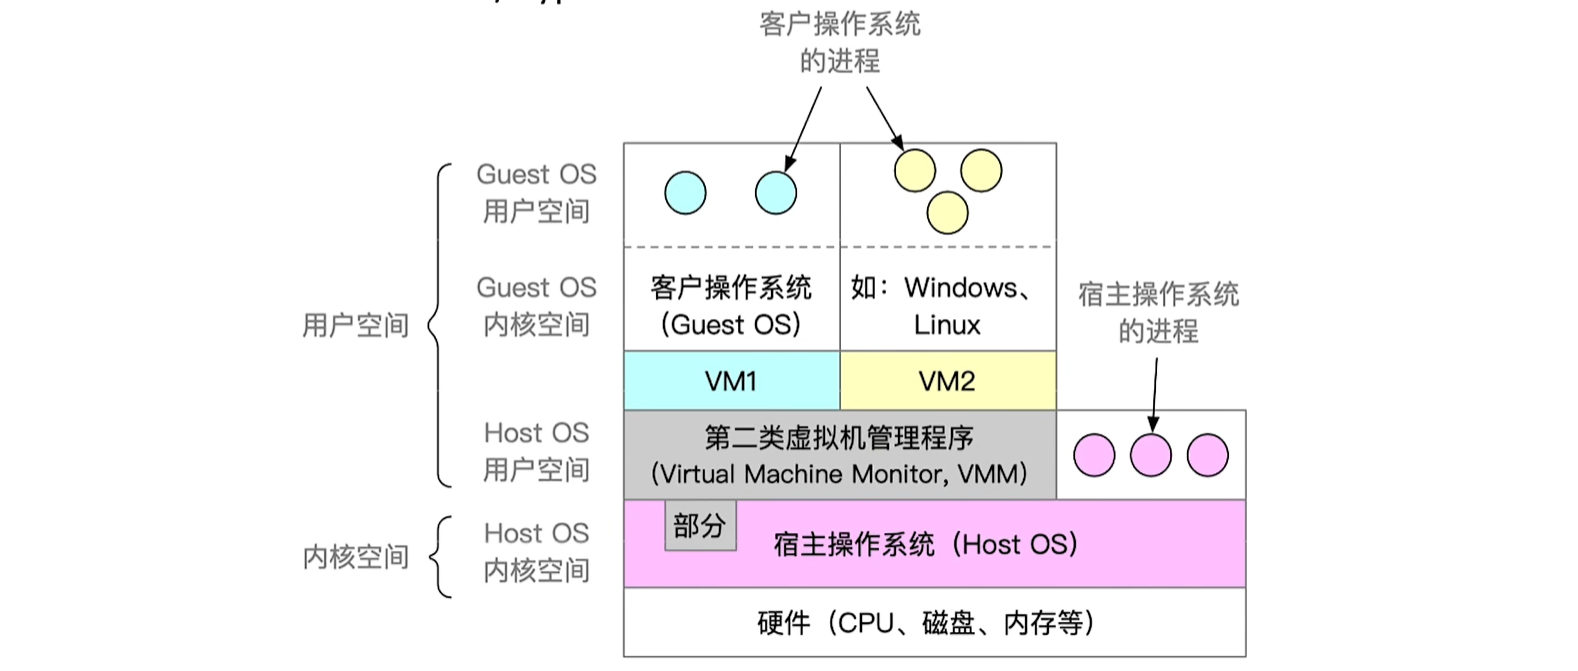 客户操作系统
的进程
Guest OS
用户空间
Guest OS
内核空间
客户操作系统
（Guest OS）
如：Windows、
Linux
宿主操作系统
的进程
用户空间
VM1
VM2
Host OS
用户空间
第二类虚拟机管理程序
（Virtual Machine Monitor, VMM）
内核空间
Host OS
内核空间
部分
宿主操作系统（Host OS）
硬件（CPU、磁盘、内存等）